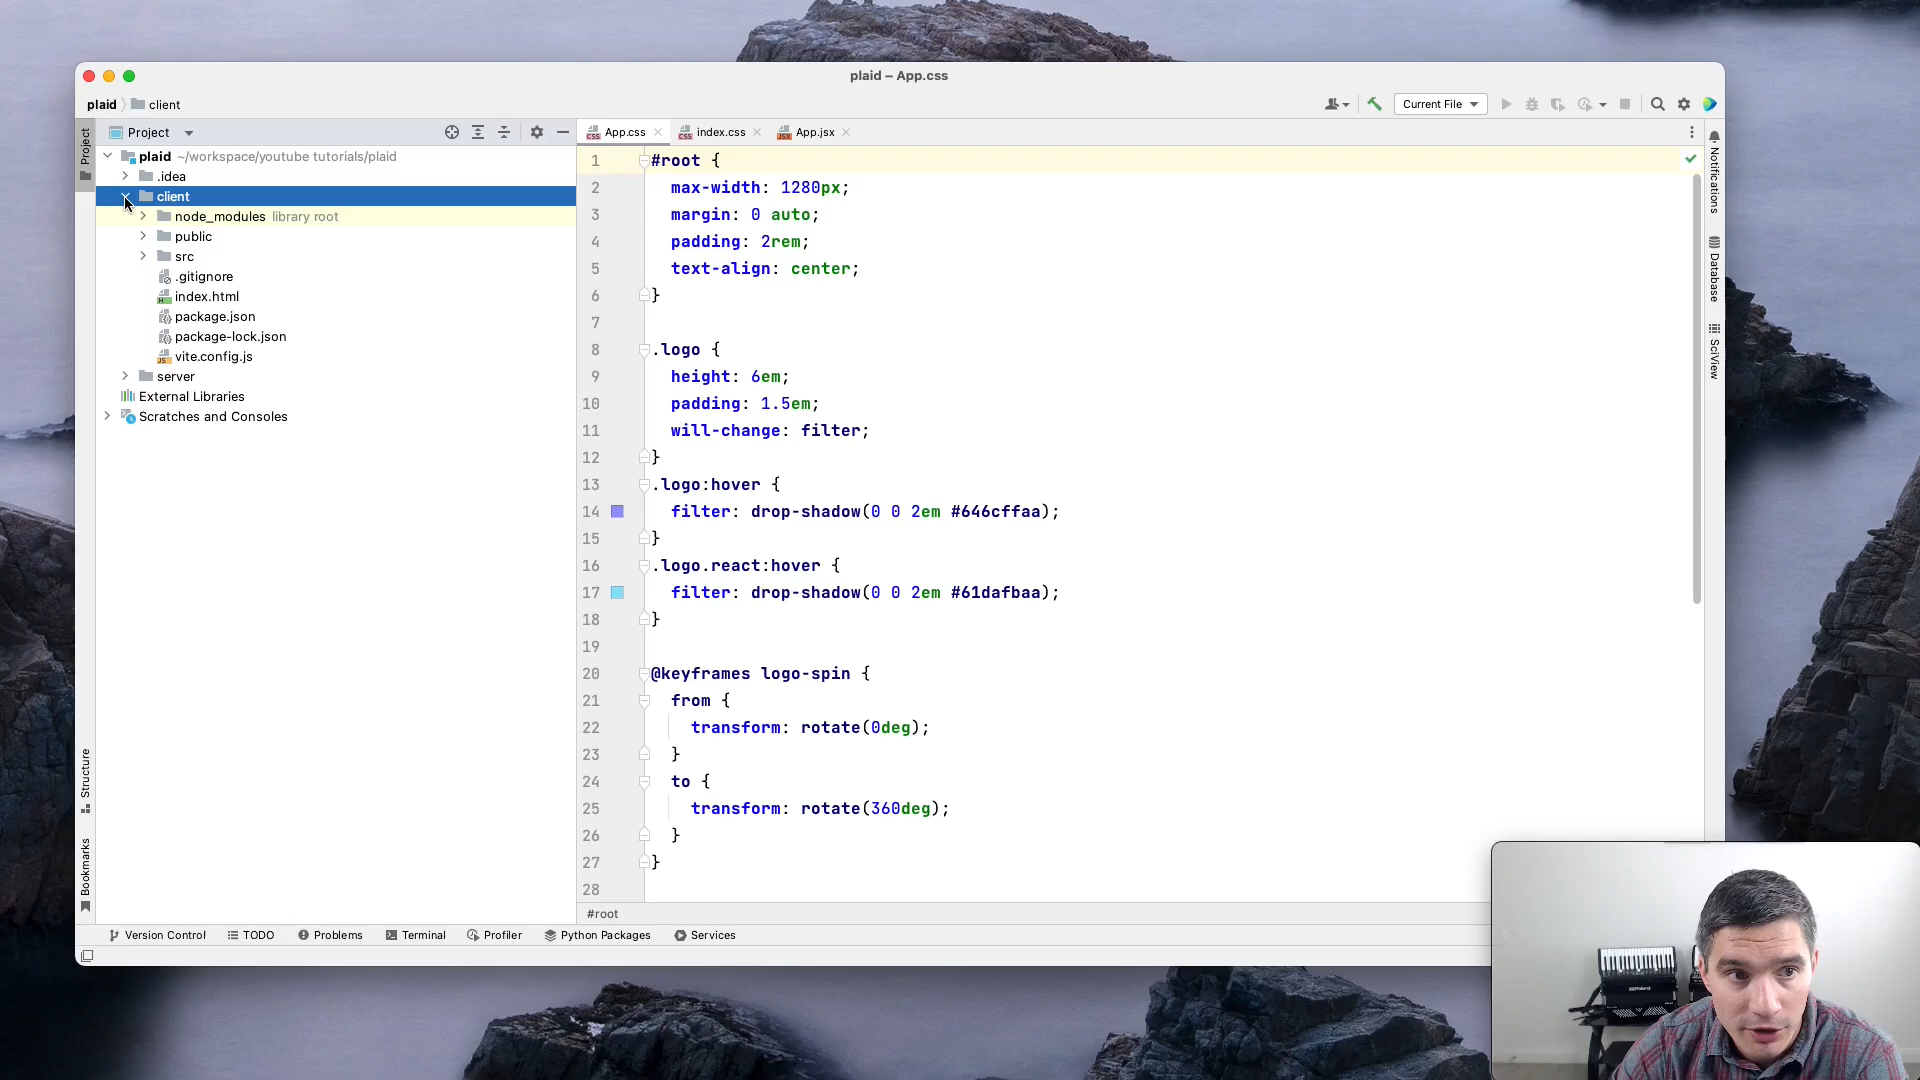 plaid – App.css
plaid client
Current File
Project
Project
App.css
index.css
App.jsx
plaid ~/workspace/youtube tutorials/plaid
.idea
client
node_modules library root
public
src
.gitignore
index.html
package.json
package-lock.json
vite.config.js
server
External Libraries
Scratches and Consoles
1 #root {
2 max-width: 1280px;
3 margin: 0 auto;
4 padding: 2rem;
5 text-align: center;
6 }
7
8 .logo {
9 height: 6em;
10 padding: 1.5em;
11 will-change: filter;
12 }
13 .logo:hover {
14 filter: drop-shadow(0 0 2em #646cffaa);
15 }
16 .logo.react:hover {
17 filter: drop-shadow(0 0 2em #61dafbaa);
18 }
19
20 @keyframes logo-spin {
21 from {
22 transform: rotate(0deg);
23 }
24 to {
25 transform: rotate(360deg);
26 }
27 }
28
#root
Notifications
Database
SciView
Structure
Bookmarks
Version Control
TODO
Problems
Terminal
Profiler
Python Packages
Services
Roland